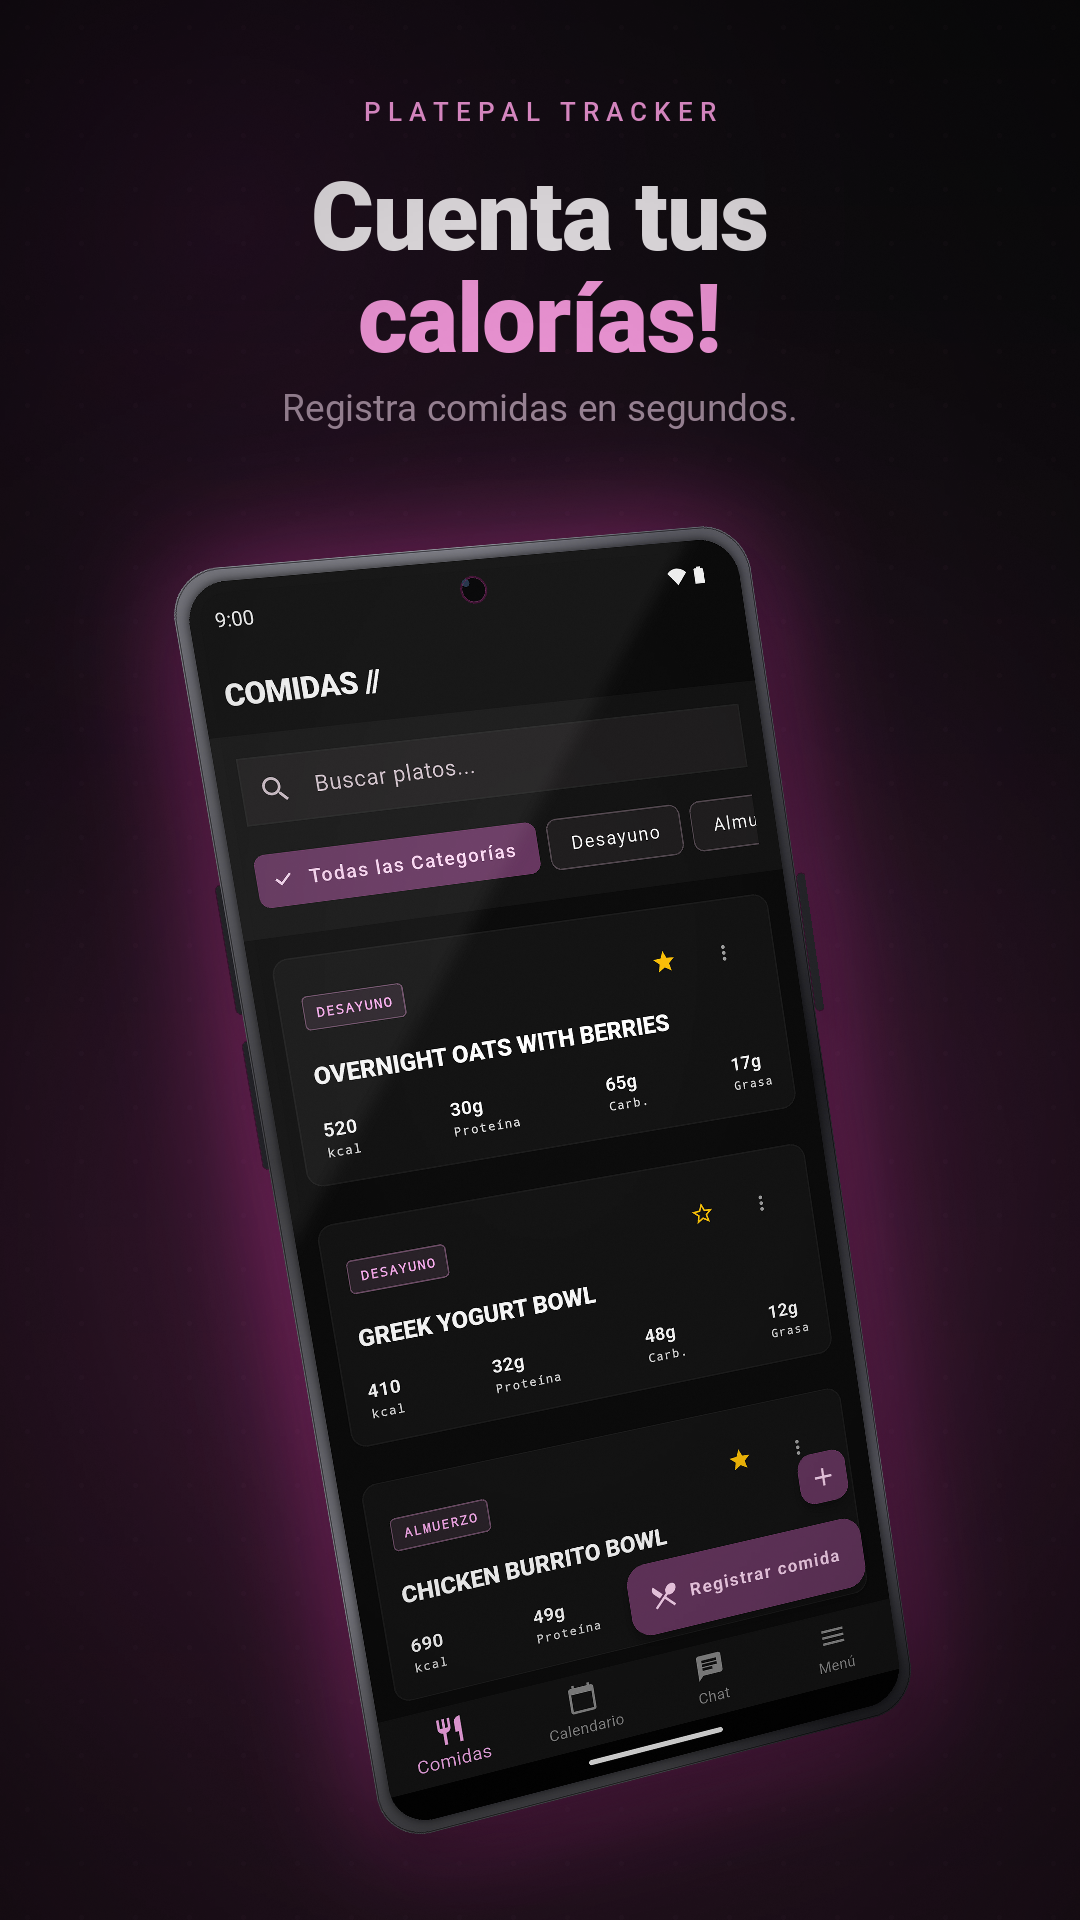 PLATEPAL TRACKER
Cuenta tus
calorías!
Registra comidas en segundos.
9:00
COMIDAS //
Buscar platos...
Todas las Categorías
Desayuno
Almu
DESAYUNO
OVERNIGHT OATS WITH BERRIES
520 30g 65g 17g
kcal Proteína Carb. Grasa
DESAYUNO
GREEK YOGURT BOWL
410 32g 48g 12g
kcal Proteína Carb. Grasa
ALMUERZO
CHICKEN BURRITO BOWL
690 49g
kcal Proteína
Registrar comida
Comidas Calendario Chat Menú